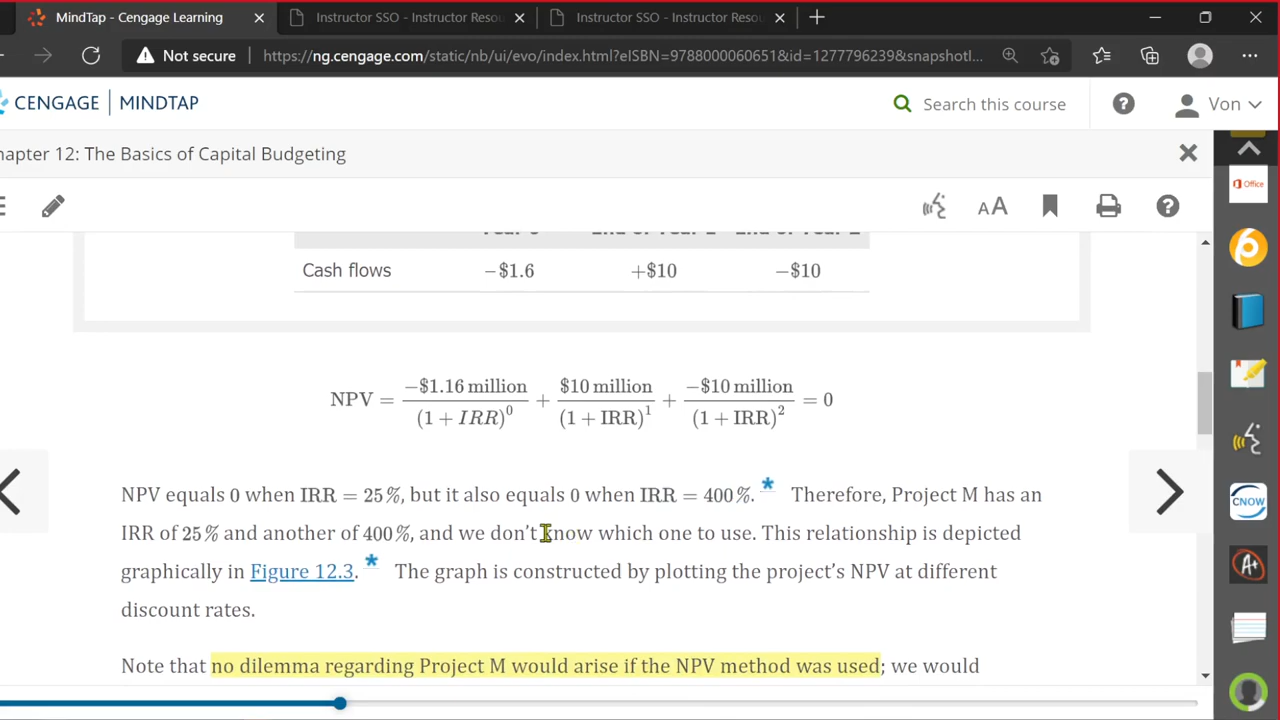 MindTap - Cengage Learning
Instructor SSO - Instructor Resou
Instructor SSO - Instructor Resou
Not secure
https://ng.cengage.com/static/nb/ui/evo/index.html?eISBN=9788000060651&id=1277796239&snapshotI...
CENGAGE | MINDTAP
Search this course
Von
hapter 12: The Basics of Capital Budgeting
AA
Office
Cash flows −$1.6 +$10 −$10
NPV = −$1.16 million / (1 + IRR)^0 + $10 million / (1 + IRR)^1 + −$10 million / (1 + IRR)^2 = 0
NPV equals 0 when IRR = 25%, but it also equals 0 when IRR = 400%. * Therefore, Project M has an
IRR of 25% and another of 400%, and we don’t know which one to use. This relationship is depicted
graphically in Figure 12.3. * The graph is constructed by plotting the project’s NPV at different
discount rates.
Note that no dilemma regarding Project M would arise if the NPV method was used; we would
CNOW
A+